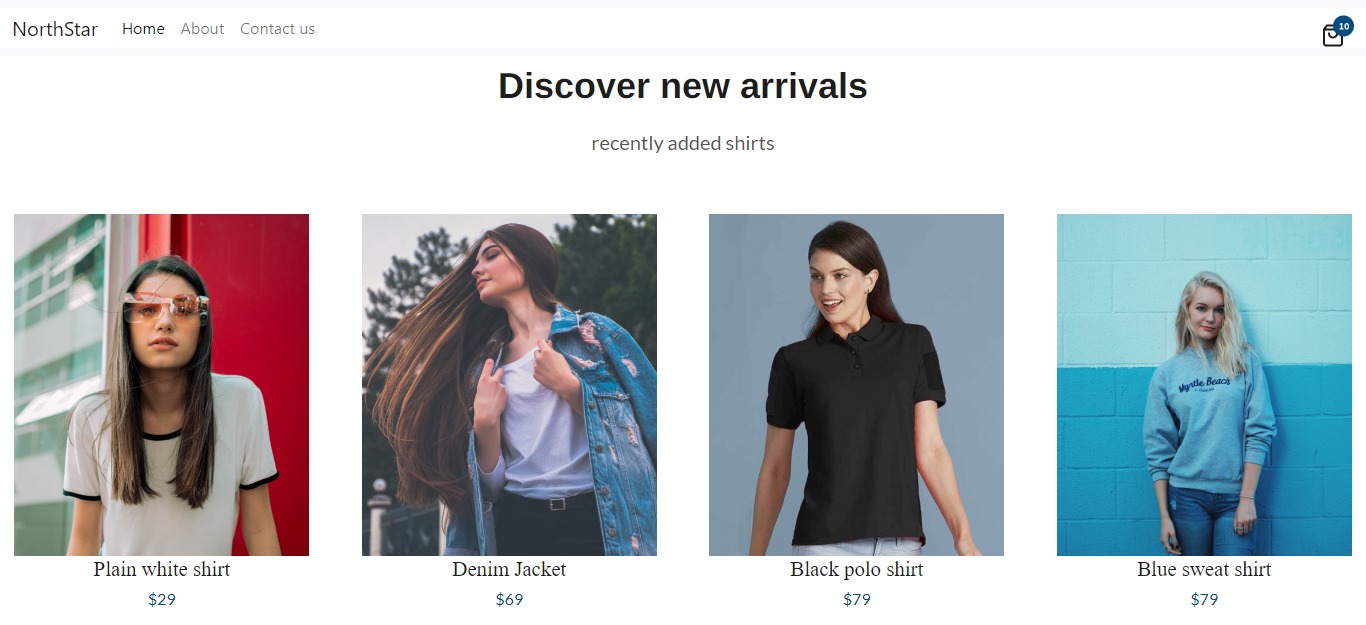 NorthStar Home About Contact us 10
Discover new arrivals
recently added shirts
Myrtle Beach
Plain white shirt Denim Jacket Black polo shirt Blue sweat shirt
$29 $69 $79 $79